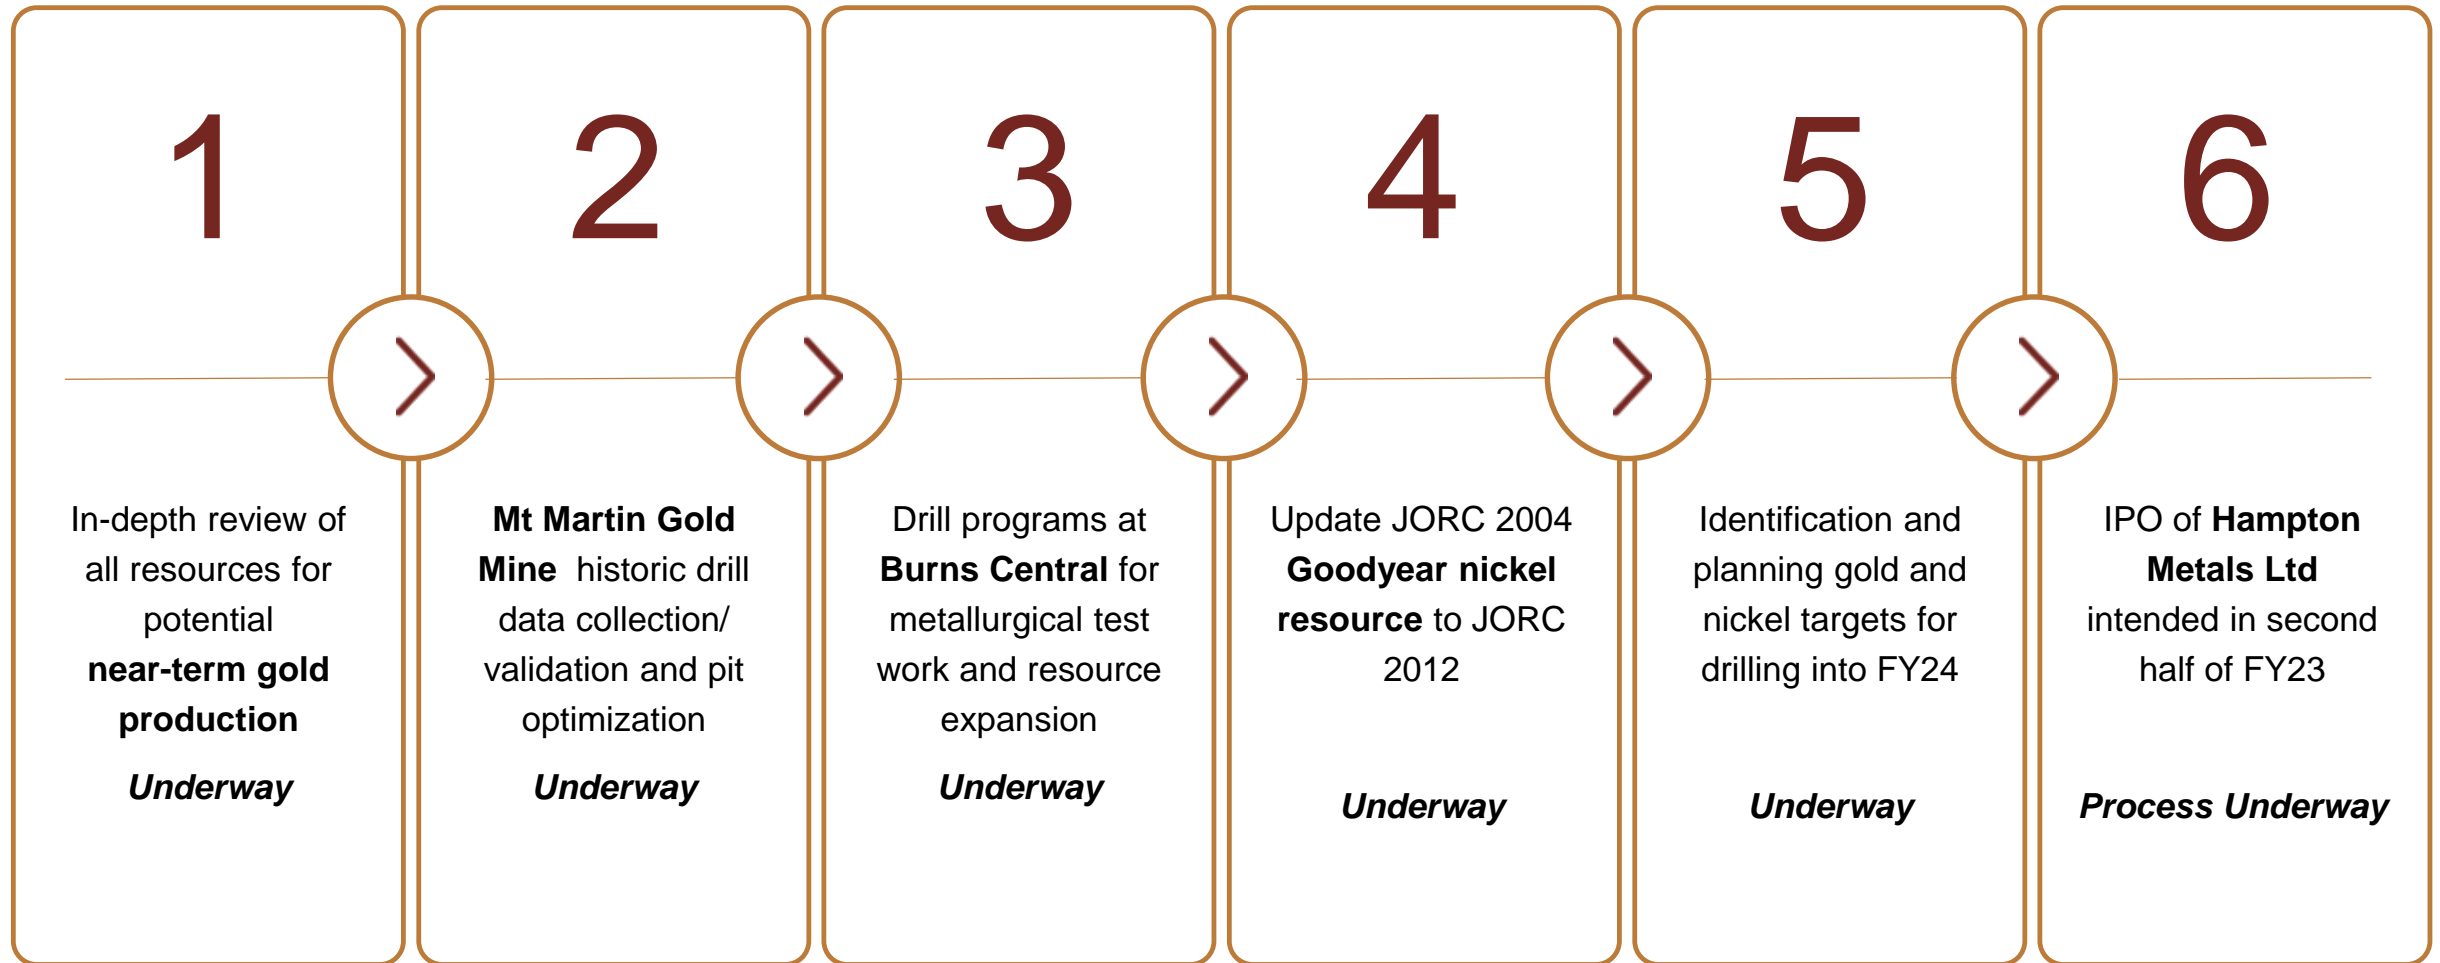 1
In-depth review of
all resources for
potential
near-term gold
production
Underway
2
Mt Martin Gold
Mine historic drill
data collection/
validation and pit
optimization
Underway
3
Drill programs at
Burns Central for
metallurgical test
work and resource
expansion
Underway
4
Update JORC 2004
Goodyear nickel
resource to JORC
2012
Underway
5
Identification and
planning gold and
nickel targets for
drilling into FY24
Underway
6
IPO of Hampton
Metals Ltd
intended in second
half of FY23
Process Underway